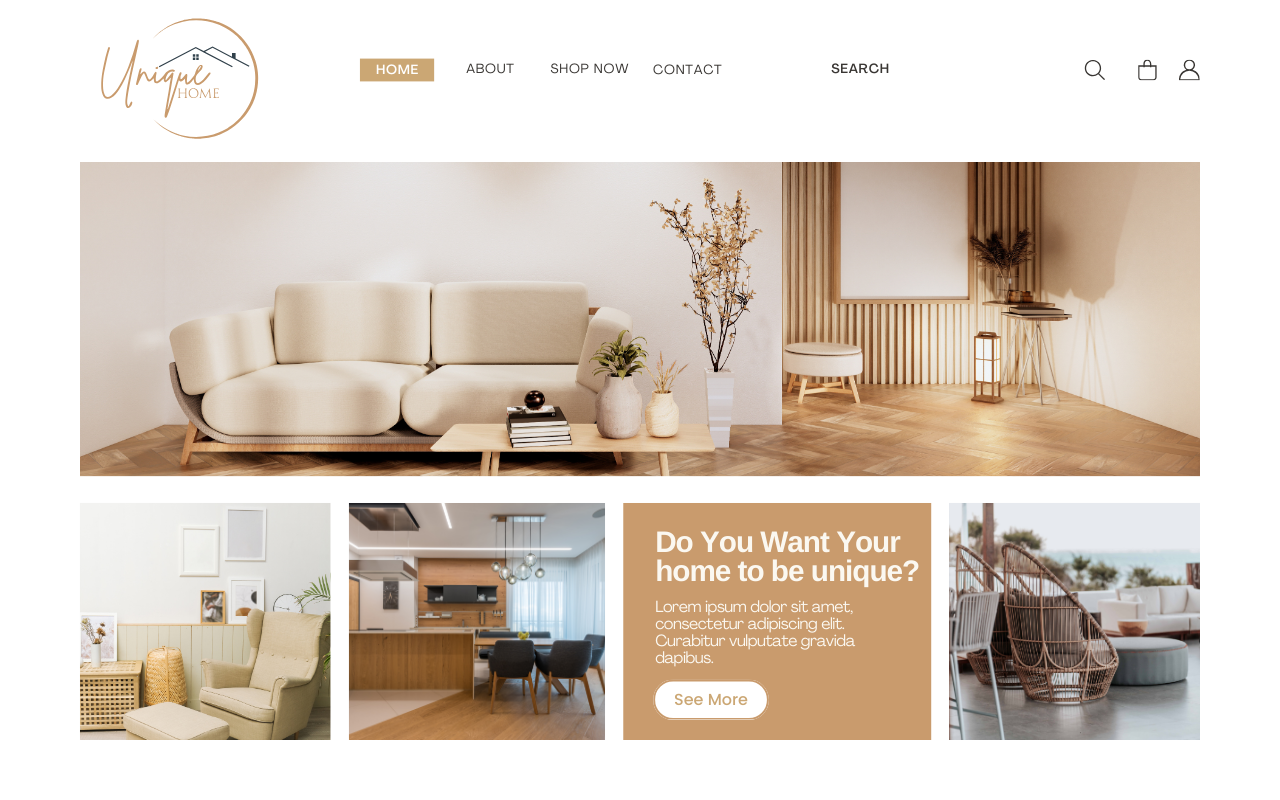 Unique
HOME
HOME ABOUT SHOP NOW CONTACT SEARCH
Do You Want Your
home to be unique?
Lorem ipsum dolor sit amet,
consectetur adipiscing elit.
Curabitur vulputate gravida
dapibus.
See More